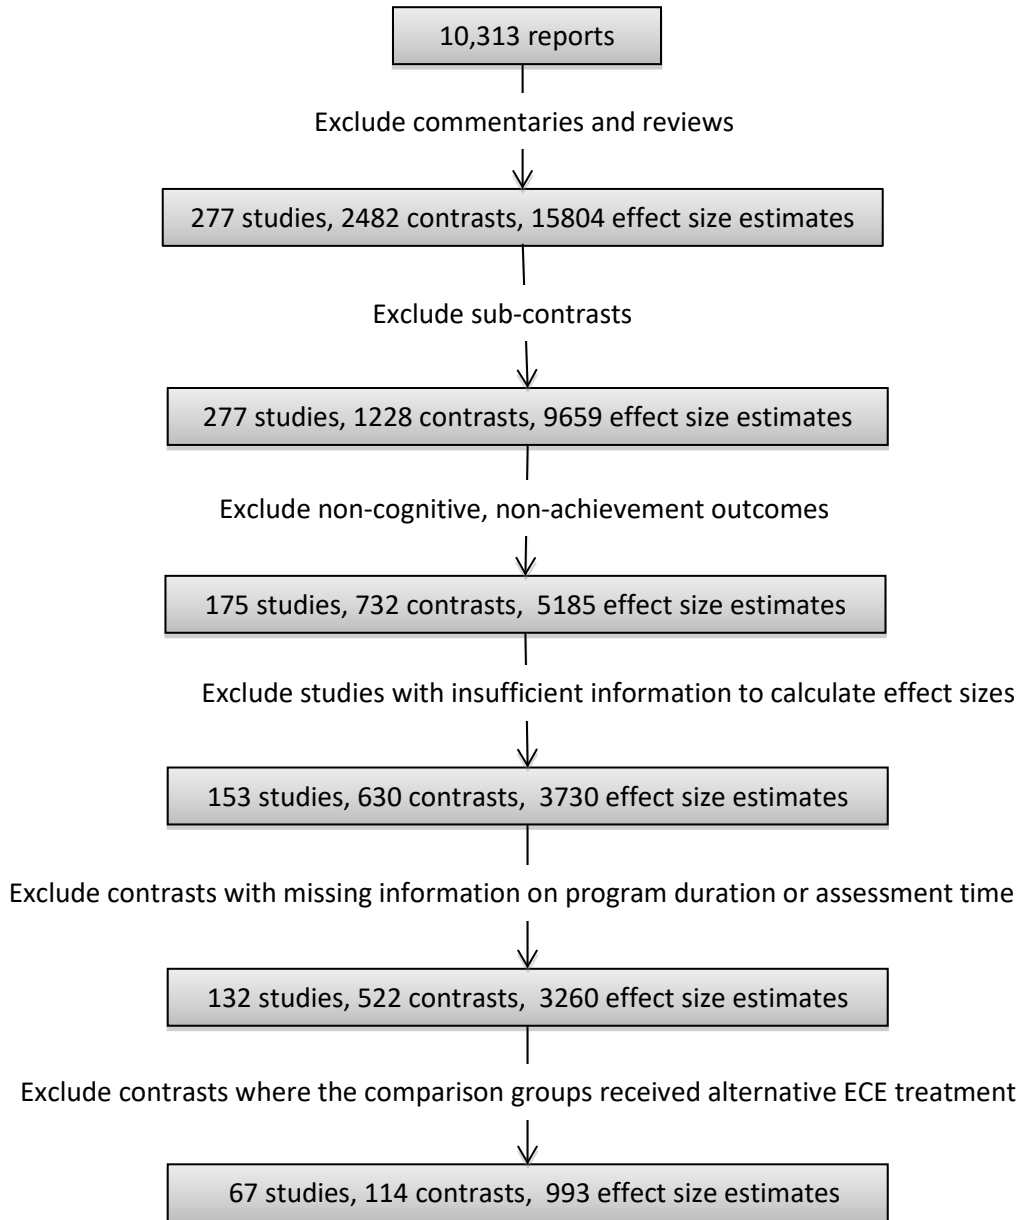 10,313 reports
Exclude commentaries and reviews
277 studies, 2482 contrasts, 15804 effect size estimates
Exclude sub-contrasts
277 studies, 1228 contrasts, 9659 effect size estimates
Exclude non-cognitive, non-achievement outcomes
175 studies, 732 contrasts, 5185 effect size estimates
Exclude studies with insufficient information to calculate effect sizes
153 studies, 630 contrasts, 3730 effect size estimates
Exclude contrasts with missing information on program duration or assessment time
132 studies, 522 contrasts, 3260 effect size estimates
Exclude contrasts where the comparison groups received alternative ECE treatment
67 studies, 114 contrasts, 993 effect size estimates